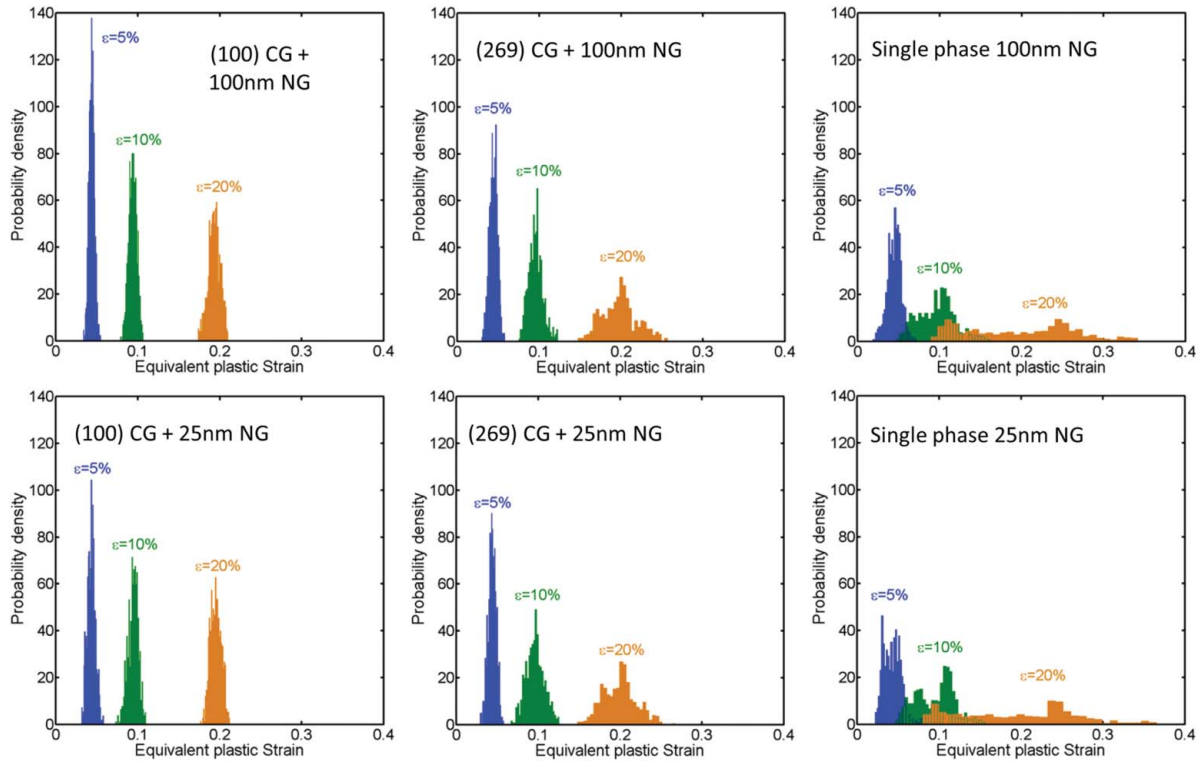 140
120
100
80
60
40
20
0
Probability density
ε=5%
ε=10%
ε=20%
(100) CG +
100nm NG
0 0.1 0.2 0.3 0.4
Equivalent plastic Strain
140
120
100
80
60
40
20
0
Probability density
(269) CG + 100nm NG
ε=5%
ε=10%
ε=20%
0 0.1 0.2 0.3 0.4
Equivalent plastic Strain
140
120
100
80
60
40
20
0
Probability density
Single phase 100nm NG
ε=5%
ε=10%
ε=20%
0 0.1 0.2 0.3 0.4
Equivalent plastic Strain
140
120
100
80
60
40
20
0
Probability density
(100) CG + 25nm NG
ε=5%
ε=10%
ε=20%
0 0.1 0.2 0.3 0.4
Equivalent plastic Strain
140
120
100
80
60
40
20
0
Probability density
(269) CG + 25nm NG
ε=5%
ε=10%
ε=20%
0 0.1 0.2 0.3 0.4
Equivalent plastic Strain
140
120
100
80
60
40
20
0
Probability density
Single phase 25nm NG
ε=5%
ε=10%
ε=20%
0 0.1 0.2 0.3 0.4
Equivalent plastic Strain